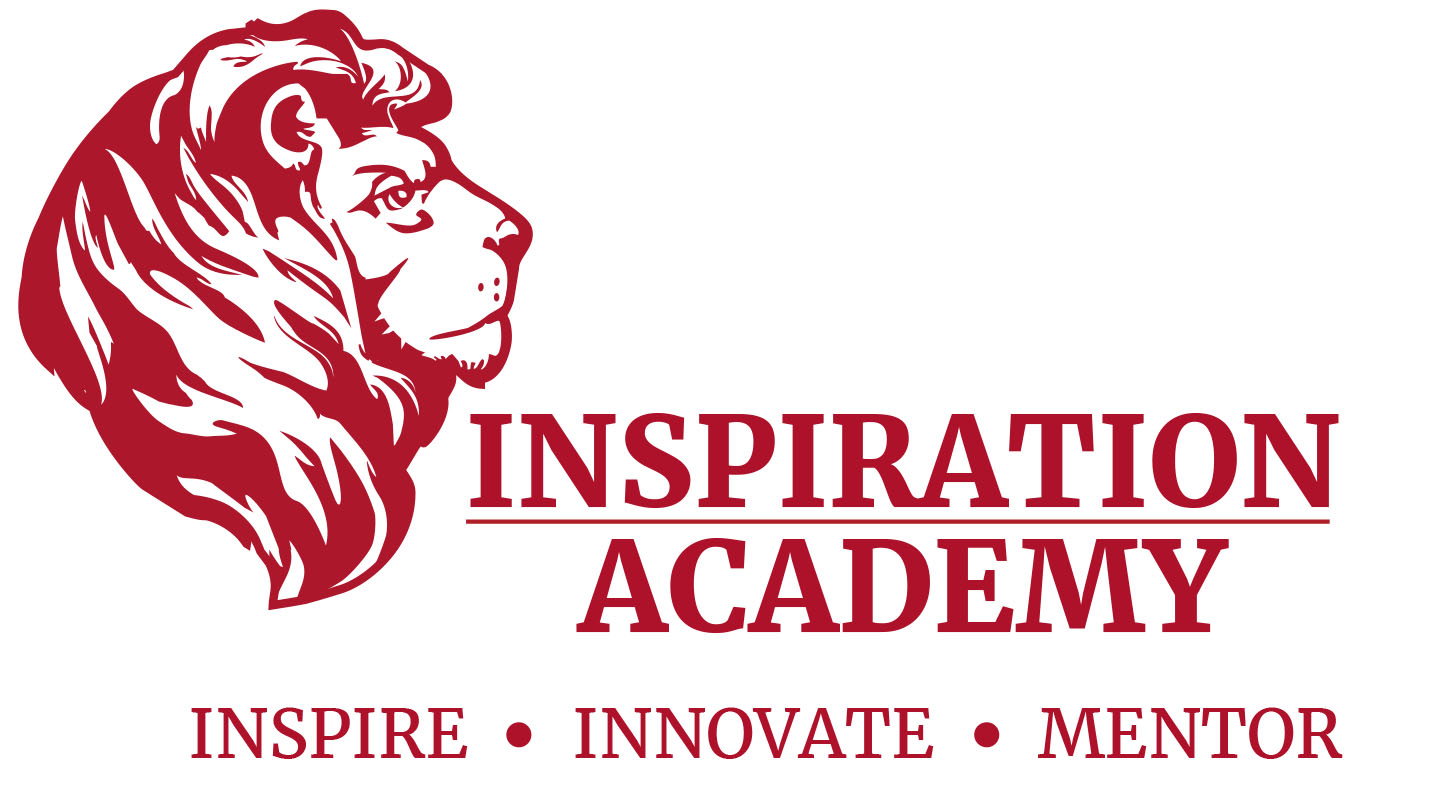 INSPIRATION
ACADEMY
INSPIRE • INNOVATE • MENTOR